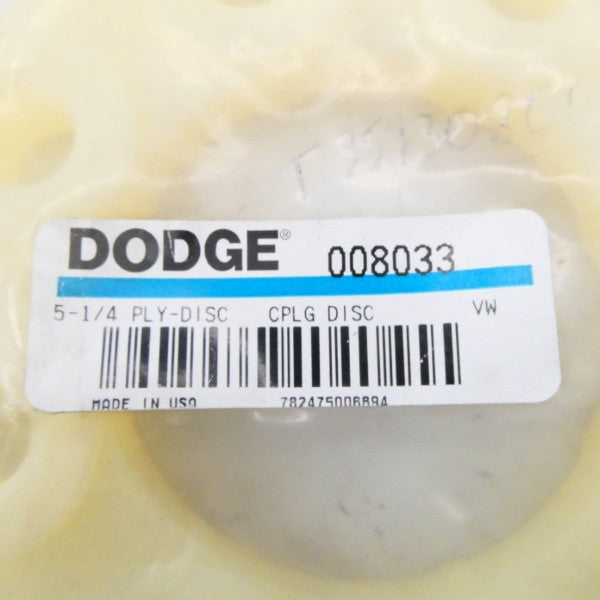 DODGE® 008033
5-1/4 PLY-DISC CPLG DISC VW
MADE IN USA 782475006894